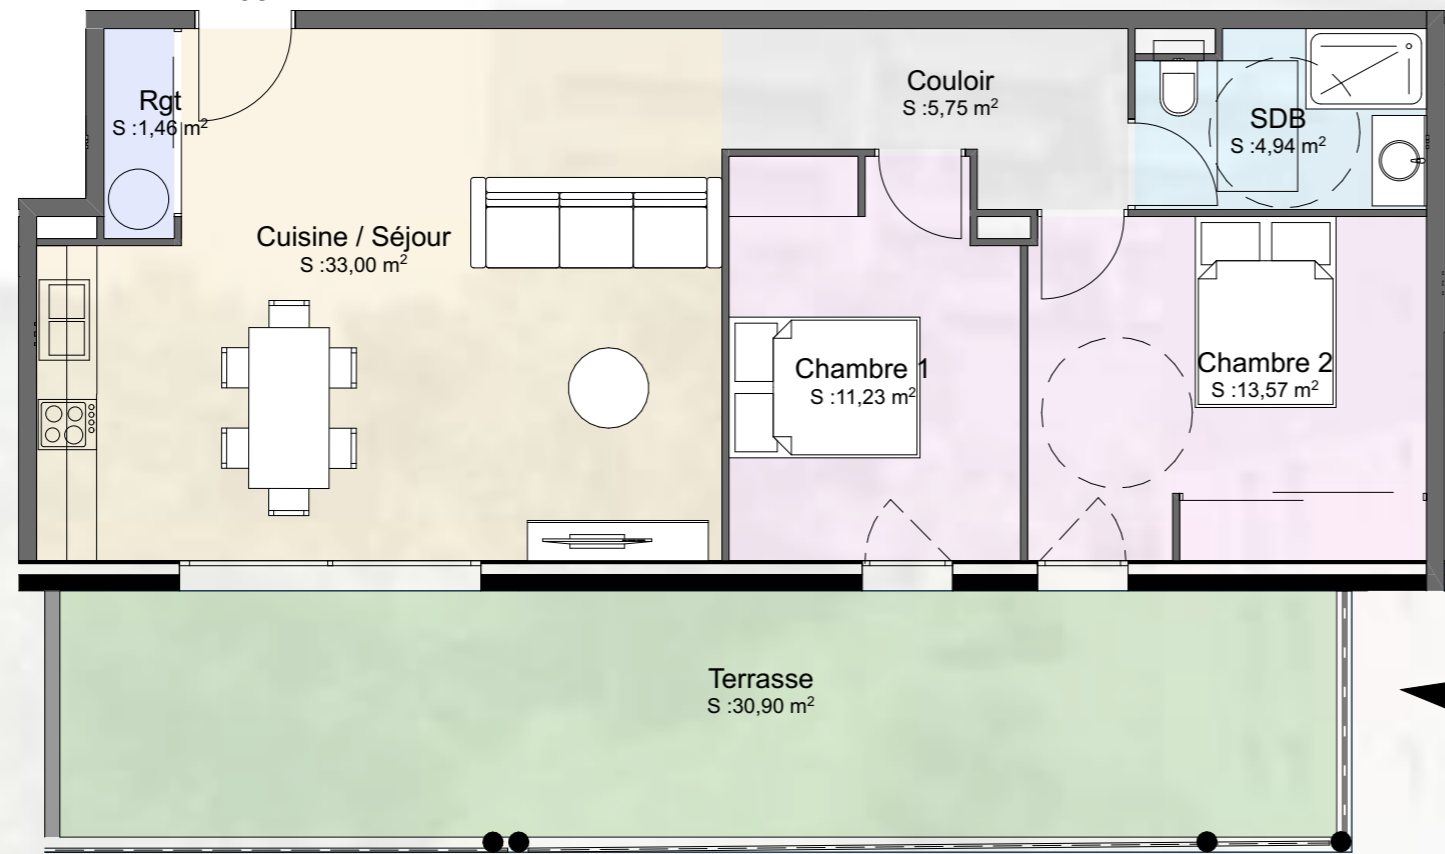 Rgt
S :1,46 m²
Couloir
S :5,75 m²
SDB
S :4,94 m²
Cuisine / Séjour
S :33,00 m²
Chambre 1
S :11,23 m²
Chambre 2
S :13,57 m²
Terrasse
S :30,90 m²